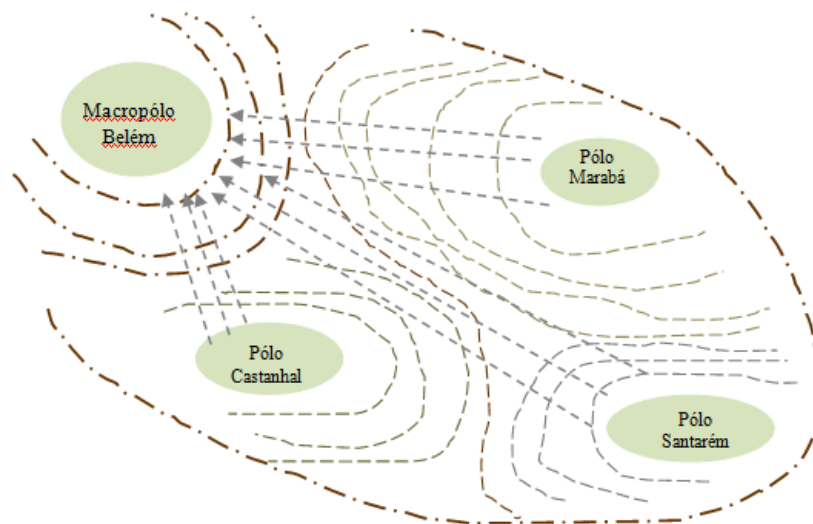 Macropólo
Belém
Pólo
Marabá
Pólo
Castanhal
Pólo
Santarém